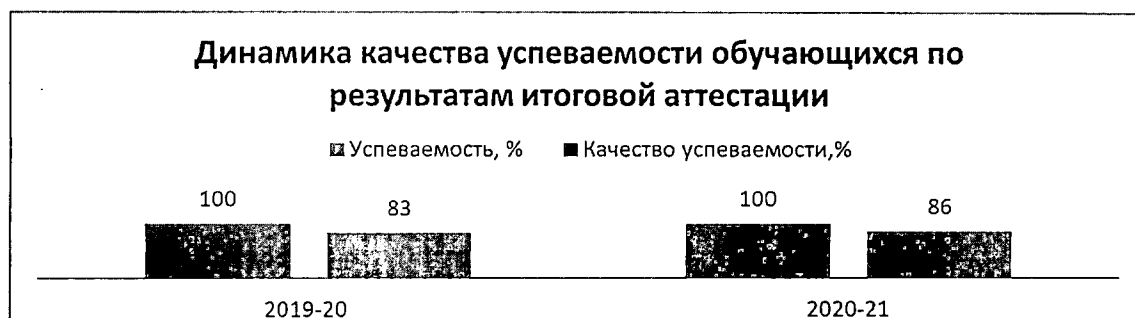 Динамика качества успеваемости обучающихся по
результатам итоговой аттестации
Успеваемость, % Качество успеваемости,%
100 83 100 86
2019-20 2020-21